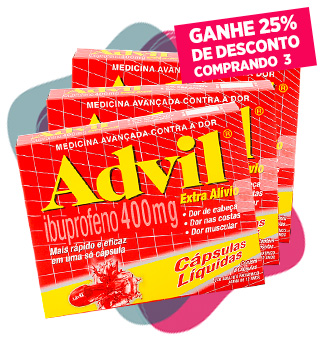 GANHE 25%
DE DESCONTO
COMPRANDO 3
MEDICINA AVANÇADA CONTRA A DOR
MEDICINA AVANÇADA CONTRA A DOR
MEDICINA AVANÇADA CONTRA A DOR
Advil®
ibuprofeno 400mg
Extra Alívio
• Dor de cabeça
• Dor nas costas
• Dor muscular
Mais rápido e eficaz
em uma só cápsula
Cápsulas
Líquidas